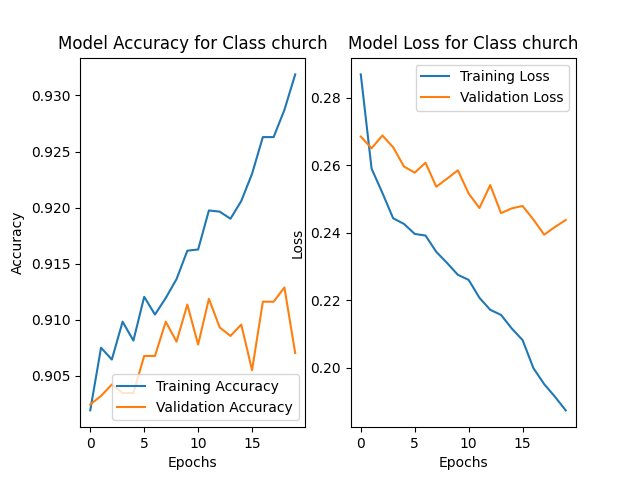 Model Accuracy for Class church
0.930
0.925
0.920
0.915
0.910
0.905
Accuracy
0
5
10
15
Epochs
Training Accuracy
Validation Accuracy
Model Loss for Class church
0.28
0.26
0.24
0.22
0.20
Loss
0
5
10
15
Epochs
Training Loss
Validation Loss